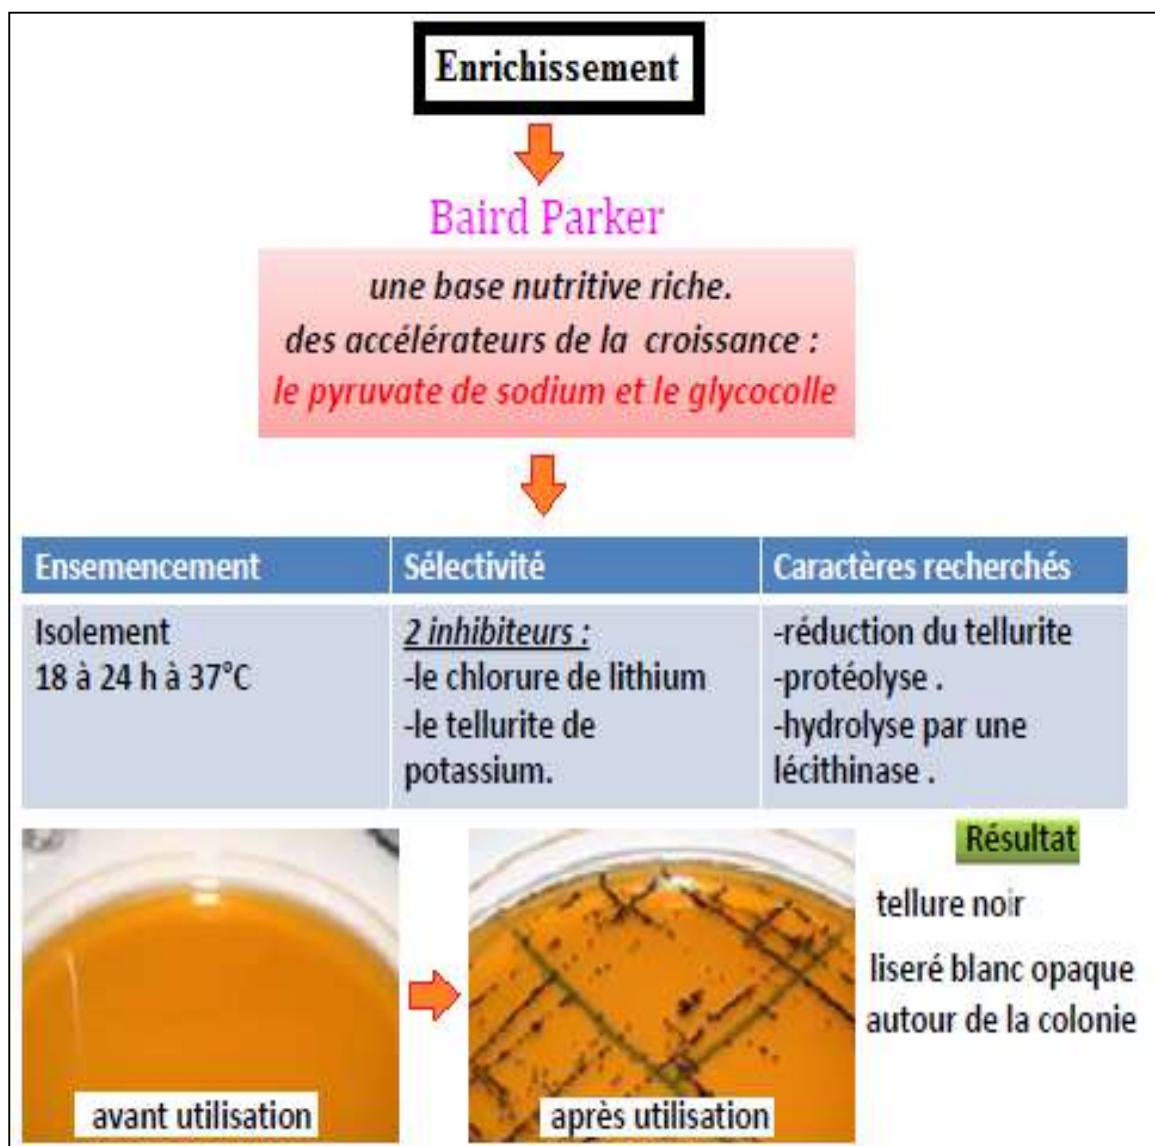 Enrichissement
Baird Parker
une base nutritive riche.
des accélérateurs de la croissance :
le pyruvate de sodium et le glycocolle
Ensemencement
Isolement
18 à 24 h à 37°C
Sélectivité
2 inhibiteurs :
-le chlorure de lithium
-le tellurite de
potassium.
Caractères recherchés
-réduction du tellurite
-protéolyse .
-hydrolyse par une
lécithinase .
avant utilisation
après utilisation
Résultat
tellure noir
liseré blanc opaque
autour de la colonie